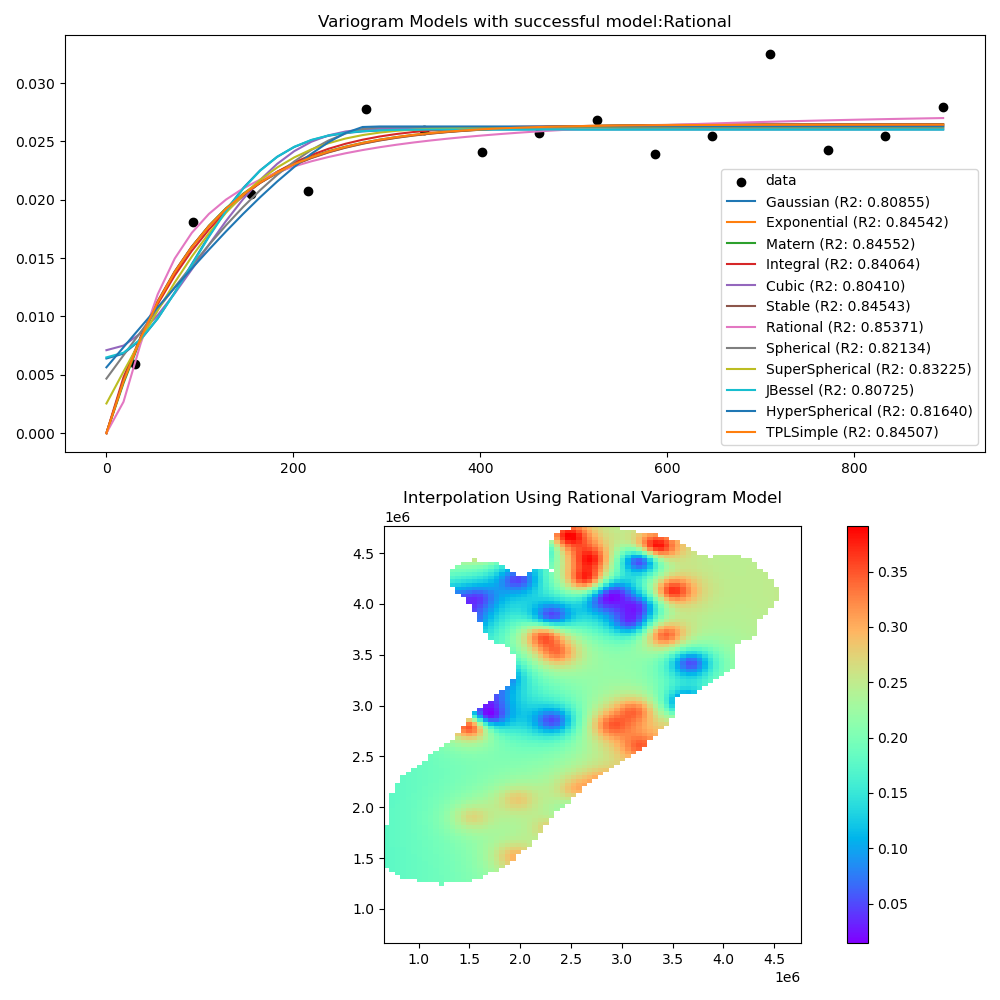 Variogram Models with successful model:Rational
0.030
0.025
0.020
0.015
0.010
0.005
0.000
data
Gaussian (R2: 0.80855)
Exponential (R2: 0.84542)
Matern (R2: 0.84552)
Integral (R2: 0.84064)
Cubic (R2: 0.80410)
Stable (R2: 0.84543)
Rational (R2: 0.85371)
Spherical (R2: 0.82134)
SuperSpherical (R2: 0.83225)
JBessel (R2: 0.80725)
HyperSpherical (R2: 0.81640)
TPLSimple (R2: 0.84507)
0 200 400 600 800
Interpolation Using Rational Variogram Model
1e6
4.5
4.0
3.5
3.0
2.5
2.0
1.5
1.0
1.0 1.5 2.0 2.5 3.0 3.5 4.0 4.5
1e6
0.35
0.30
0.25
0.20
0.15
0.10
0.05